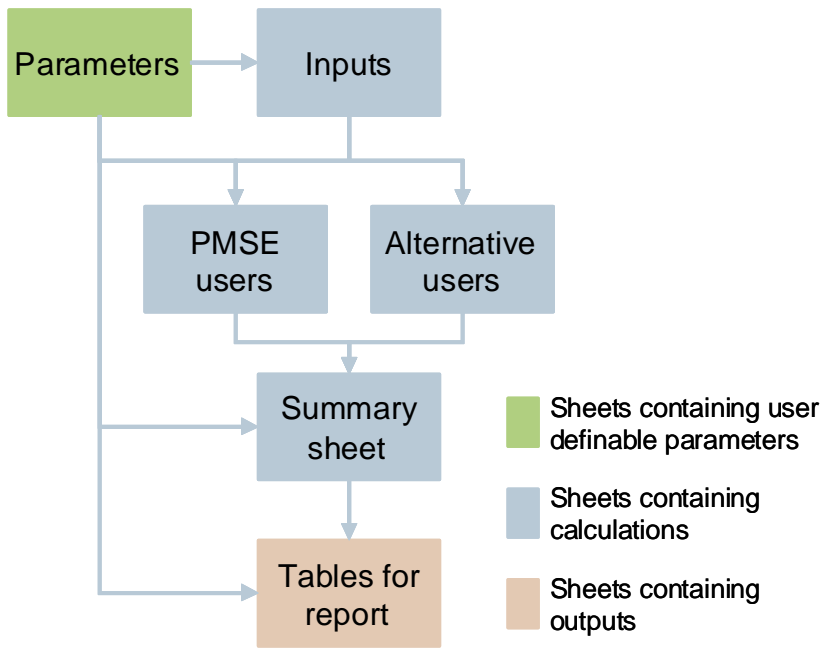 Parameters
Inputs
PMSE
users
Alternative
users
Summary
sheet
Tables for
report
Sheets containing user
definable parameters
Sheets containing
calculations
Sheets containing
outputs